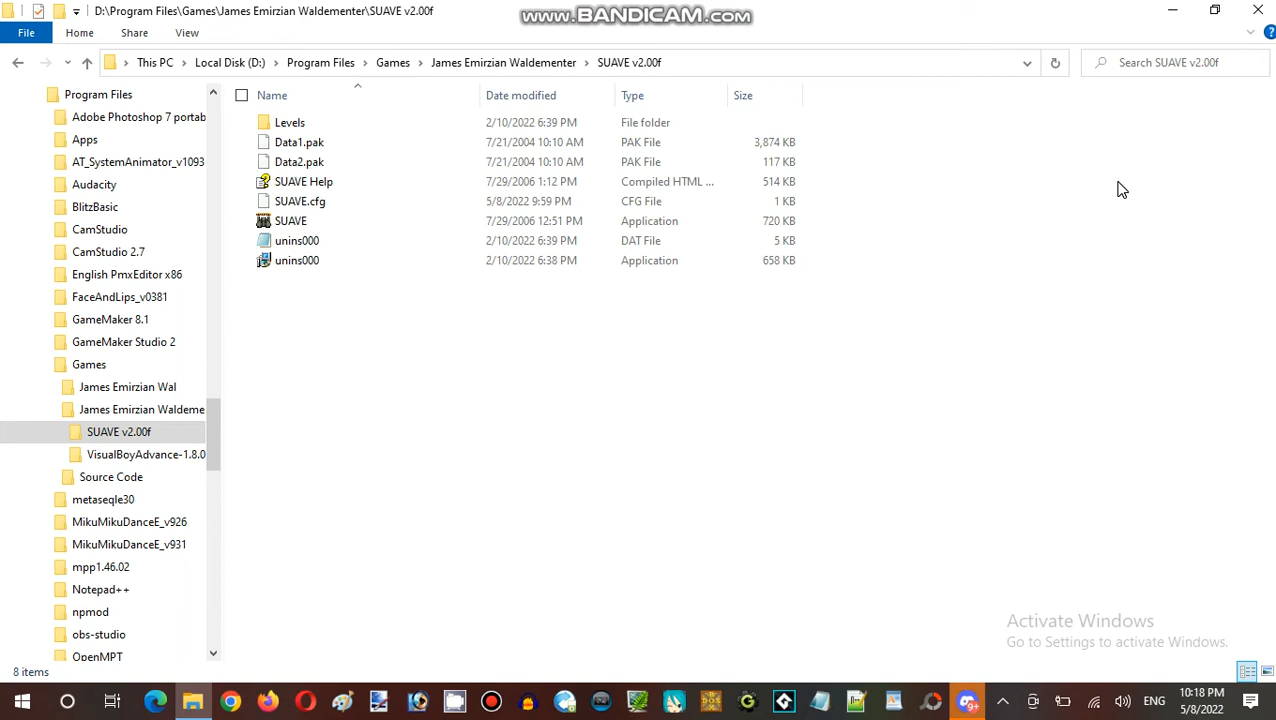 D:\Program Files\Games\James Emirzian Waldementer\SUAVE v2.00f
www.BANDICAM.com
File Home Share View
This PC Local Disk (D:) Program Files Games James Emirzian Waldementer SUAVE v2.00f Search SUAVE v2.00f
Name Date modified Type Size
Levels 2/10/2022 6:39 PM File folder
Data1.pak 7/21/2004 10:10 AM PAK File 3,874 KB
Data2.pak 7/21/2004 10:10 AM PAK File 117 KB
SUAVE Help 7/29/2006 1:12 PM Compiled HTML ... 514 KB
SUAVE.cfg 5/8/2022 9:59 PM CFG File 1 KB
SUAVE 7/29/2006 12:51 PM Application 720 KB
unins000 2/10/2022 6:39 PM DAT File 5 KB
unins000 2/10/2022 6:38 PM Application 658 KB
Program Files
Adobe Photoshop 7 portab
Apps
AT_SystemAnimator_v1093
Audacity
BlitzBasic
CamStudio
CamStudio 2.7
English PmxEditor x86
FaceAndLips_v0381
GameMaker 8.1
GameMaker Studio 2
Games
James Emirzian Wal
James Emirzian Waldeme
SUAVE v2.00f
VisualBoyAdvance-1.8.0
Source Code
metaseqle30
MikuMikuDanceE_v926
MikuMikuDanceE_v931
mpp1.46.02
Notepad++
npmod
obs-studio
OpenMPT
Activate Windows
Go to Settings to activate Windows.
8 items
ENG
10:18 PM
5/8/2022